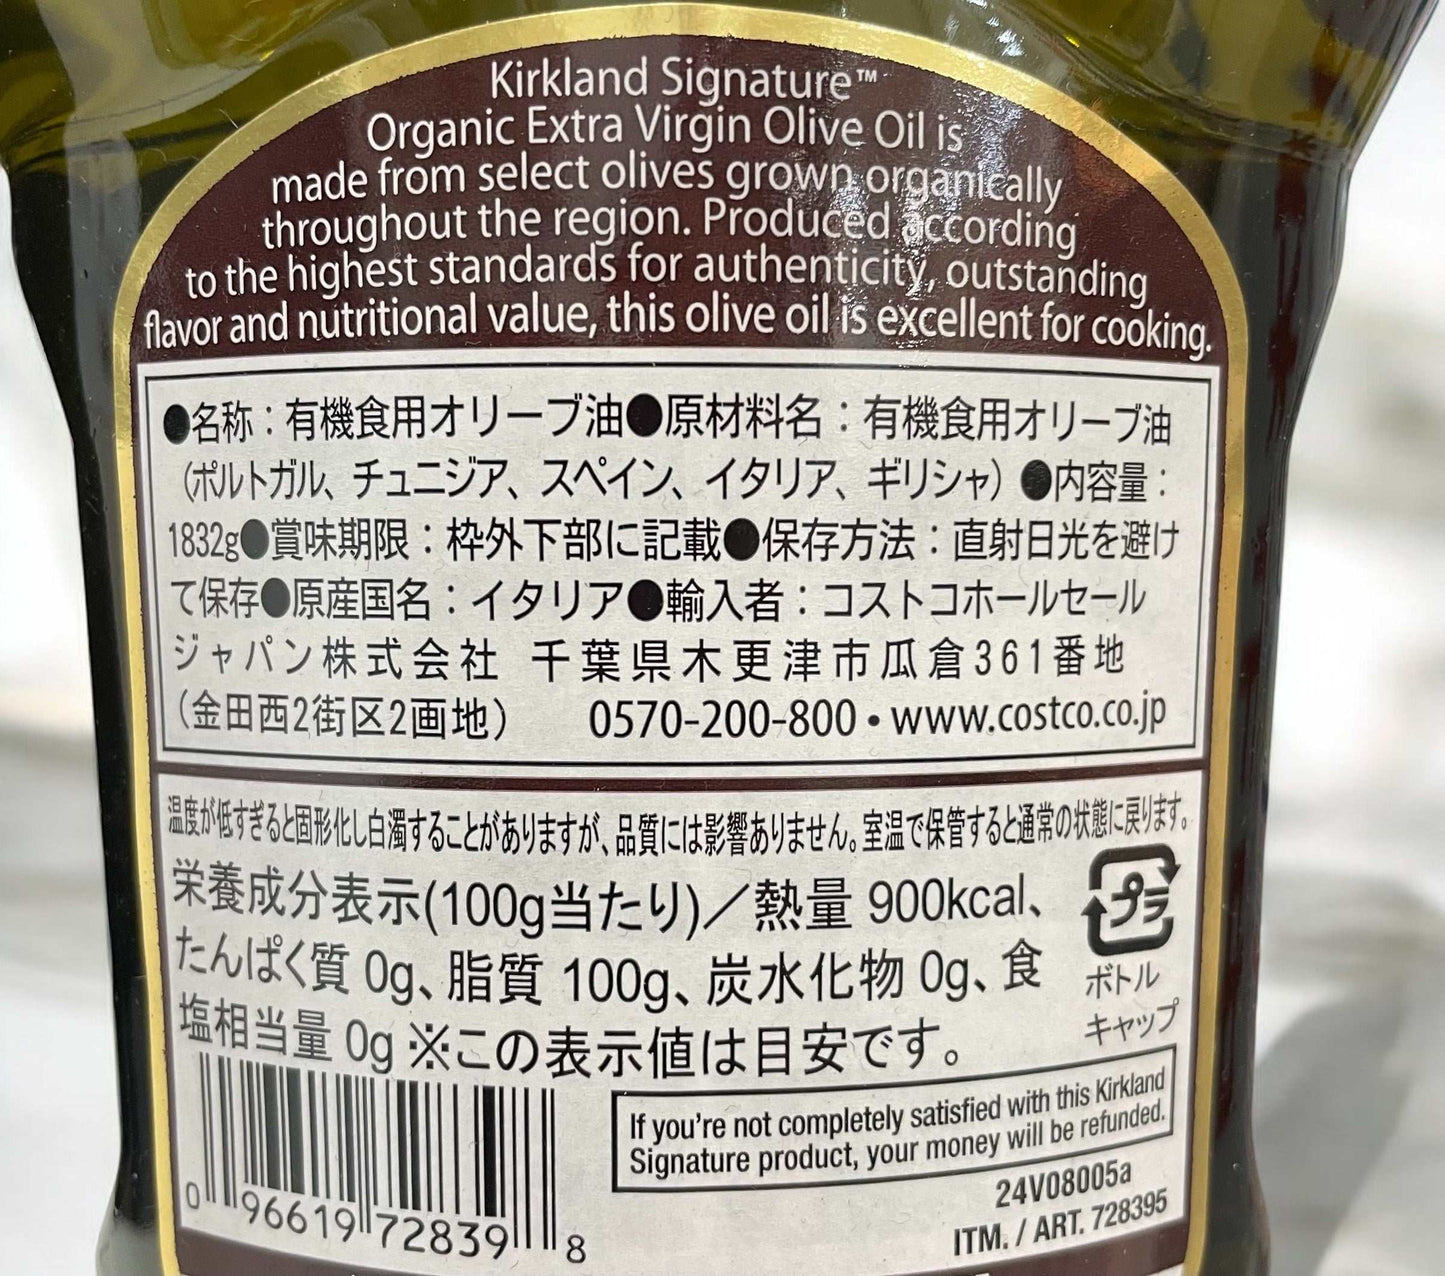 Kirkland Signature™
Organic Extra Virgin Olive Oil is
made from select olives grown organically
throughout the region. Produced according
to the highest standards for authenticity, outstanding
flavor and nutritional value, this olive oil is excellent for cooking.
●名称：有機食用オリーブ油●原材料名：有機食用オリーブ油
（ポルトガル、チュニジア、スペイン、イタリア、ギリシャ）●内容量：
1832g●賞味期限：枠外下部に記載●保存方法：直射日光を避け
て保存●原産国名：イタリア●輸入者：コストコホールセール
ジャパン株式会社 千葉県木更津市瓜倉361番地
（金田西2街区2画地） 0570-200-800・www.costco.co.jp
温度が低すぎると固形化し白濁することがありますが、品質には影響ありません。室温で保管すると通常の状態に戻ります。
栄養成分表示(100g当たり)／熱量 900kcal、
たんぱく質 0g、脂質 100g、炭水化物 0g、食
塩相当量 0g ※この表示値は目安です。
プラ
ボトル
キャップ
If you're not completely satisfied with this Kirkland
Signature product, your money will be refunded.
24V08005a
ITM. / ART. 728395
0 96619 72839 8